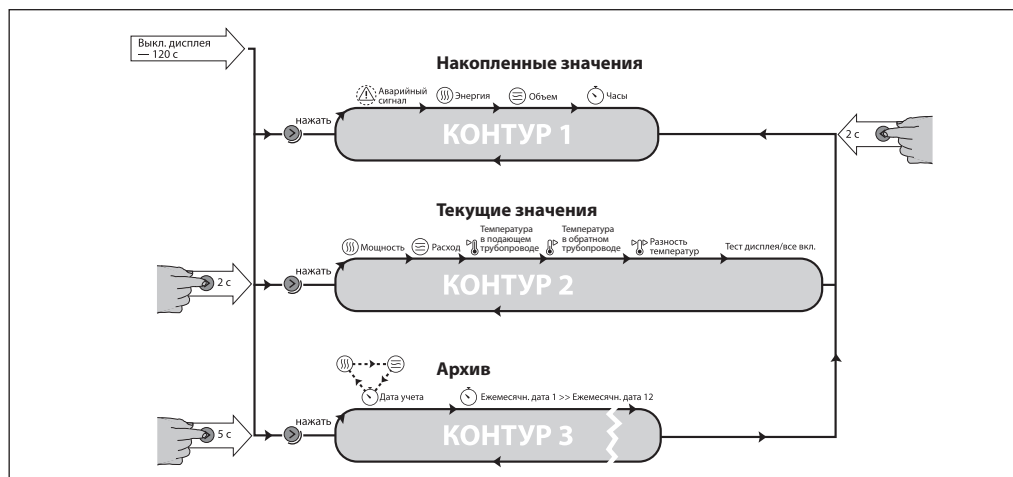 Выкл. дисплея
— 120 с
Накопленные значения
Аварийный
сигнал
Энергия
Объем
Часы
нажать
КОНТУР 1
2 с
Текущие значения
Мощность
Расход
Температура
в подающем
трубопроводе
Температура
в обратном
трубопроводе
Разность
температур
Тест дисплея/все вкл.
2 с
нажать
КОНТУР 2
Архив
Дата учета
Ежемесячн. дата 1 >> Ежемесячн. дата 12
5 с
нажать
КОНТУР 3